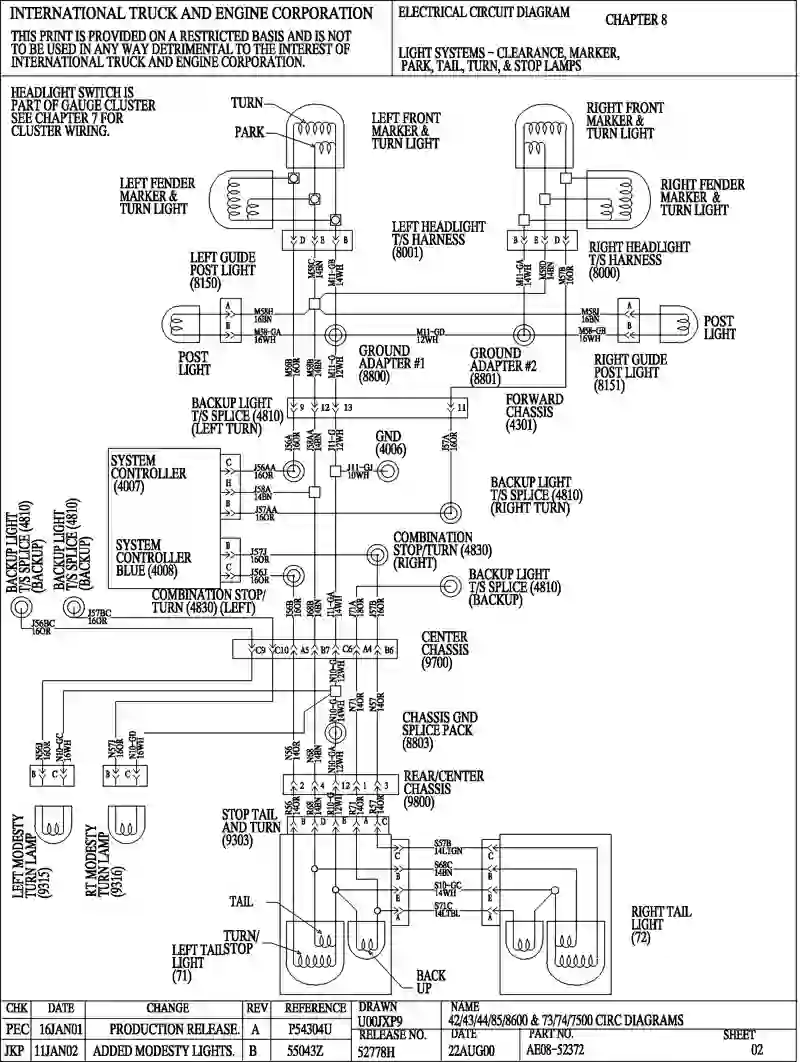 INTERNATIONAL TRUCK AND ENGINE CORPORATION
THIS PRINT IS PROVIDED ON A RESTRICTED BASIS AND IS NOT
TO BE USED IN ANY WAY DETRIMENTAL TO THE INTEREST OF
INTERNATIONAL TRUCK AND ENGINE CORPORATION.
ELECTRICAL CIRCUIT DIAGRAM
CHAPTER 8
LIGHT SYSTEMS - CLEARANCE, MARKER,
PARK, TAIL, TURN, & STOP LAMPS
HEADLIGHT SWITCH IS
PART OF GAUGE CLUSTER
SEE CHAPTER 7 FOR
CLUSTER WIRING.
TURN
PARK
LEFT FRONT
MARKER &
TURN LIGHT
RIGHT FRONT
MARKER &
TURN LIGHT
LEFT FENDER
MARKER &
TURN LIGHT
RIGHT FENDER
MARKER &
TURN LIGHT
D E B
LEFT HEADLIGHT
T/S HARNESS
(8001)
B E D
RIGHT HEADLIGHT
T/S HARNESS
(8000)
M58C
14BN
M11-GB
14WH
M11-GA
14WH
M58D
14BN
M57B
16OR
LEFT GUIDE
POST LIGHT
(8150)
A
B
M58H
16BN
M58-GA
16WH
POST
LIGHT
M11-GD
12WH
M58J
16BN
M58-GB
16WH
A
B
POST
LIGHT
RIGHT GUIDE
POST LIGHT
(8151)
GROUND
ADAPTER #1
(8800)
GROUND
ADAPTER #2
(8801)
M56B
16OR
M58B
14BN
M11-G
12WH
BACKUP LIGHT
T/S SPLICE (4810)
(LEFT TURN)
9 12 13 11
FORWARD
CHASSIS
(4301)
J56A
16OR
J58AA
14BN
J11-G
12WH
J57A
16OR
GND
(4006)
J11-GJ
10WH
SYSTEM
CONTROLLER
(4007)
C
H
B
J56AA
16OR
J58A
14BN
J57AA
16OR
BACKUP LIGHT
T/S SPLICE (4810)
(RIGHT TURN)
SYSTEM
CONTROLLER
BLUE (4008)
B
C
J57J
16OR
J56J
16OR
COMBINATION
STOP/TURN (4830)
(RIGHT)
BACKUP LIGHT
T/S SPLICE (4810)
(BACKUP)
COMBINATION STOP/
TURN (4830) (LEFT)
BACKUP LIGHT
T/S SPLICE (4810)
(BACKUP)
BACKUP LIGHT
T/S SPLICE (4810)
(BACKUP)
J56BC
16OR
J57BC
16OR
J56B
16OR
J68B
14BN
J11-GA
14WH
J71A
16OR
J57B
16OR
C9 C10 A5 B7 C6 A4 B6
CENTER
CHASSIS
(9700)
N10-G
12WH
N10-GJ
14WH
N71
14OR
N57
14OR
CHASSIS GND
SPLICE PACK
(8803)
N56J
16OR
N10-GC
16WH
N57J
16OR
N10-GD
16WH
N56
14OR
N68
14BN
N10-GA
12WH
B C
B C
2 4 12 1 3
REAR/CENTER
CHASSIS
(9800)
R56
14OR
R68
14BN
R10-G
12WH
R71
14OR
R57
14OR
STOP TAIL
AND TURN
(9303)
B D E A C
LEFT MODESTY
TURN LAMP
(9315)
RT MODESTY
TURN LAMP
(9316)
C
B
E
A
S57B
14LTGN
S68C
14BN
S10-GC
14WH
S71C
14LTBL
C
B
E
A
TAIL
TURN/
STOP
LEFT TAIL
LIGHT
(71)
BACK
UP
RIGHT TAIL
LIGHT
(72)
CHK DATE CHANGE REV REFERENCE
PEC 16JAN01 PRODUCTION RELEASE. A P54304U
JKP 11JAN02 ADDED MODESTY LIGHTS. B 55043Z
DRAWN
U00JXP9
RELEASE NO.
52778H
NAME
42/43/44/85/8600 & 73/74/7500 CIRC DIAGRAMS
DATE
22AUG00
PART NO.
AE08-52372
SHEET
02